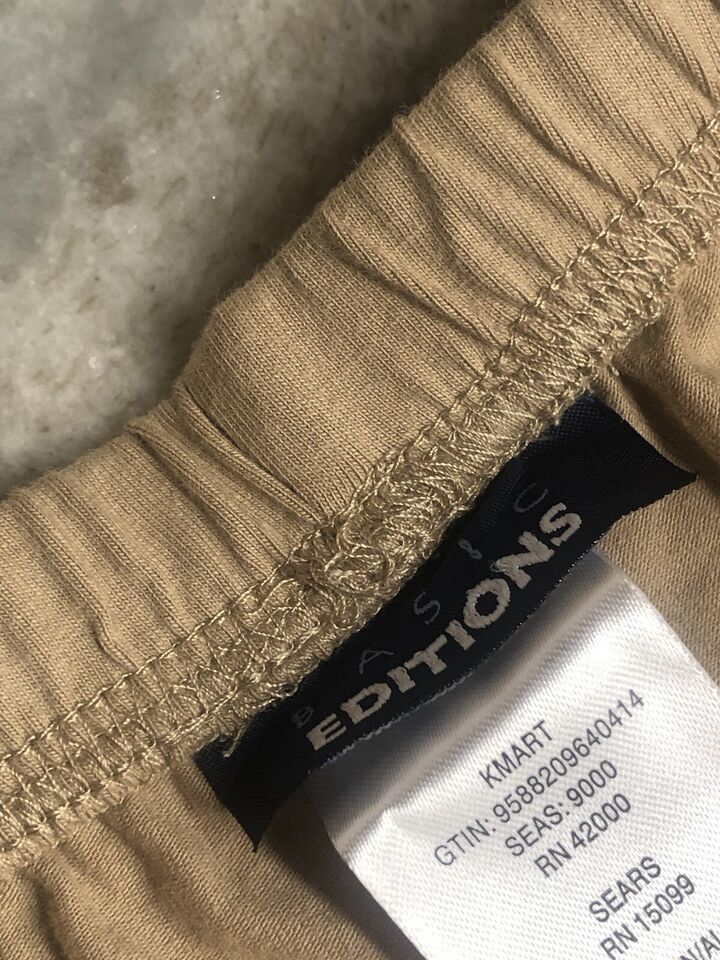 BASIC
EDITIONS
KMART
GTIN: 9588209640414
SEAS: 9000
RN 42000
SEARS
RN 15099